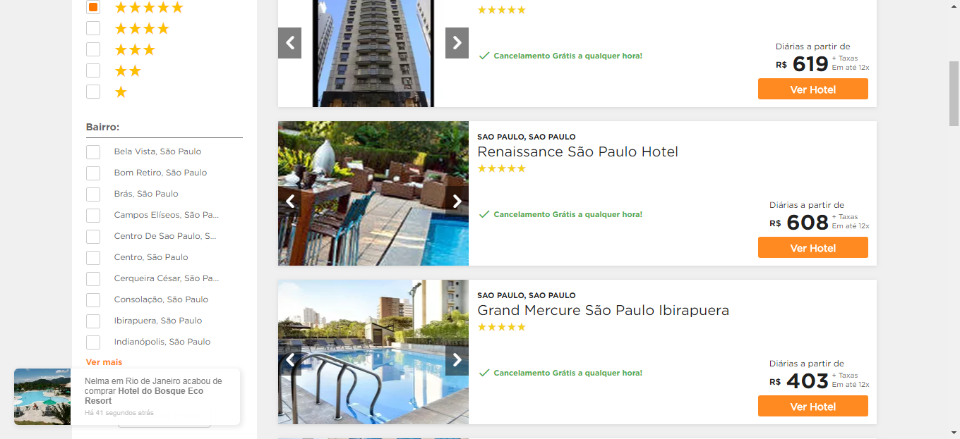 Bairro:
Bela Vista, São Paulo
Bom Retiro, São Paulo
Brás, São Paulo
Campos Elíseos, São Pa...
Centro De Sao Paulo, S...
Centro, São Paulo
Cerqueira César, São Pa...
Consolação, São Paulo
Ibirapuera, São Paulo
Indianópolis, São Paulo
Ver mais
Nelma em Rio de Janeiro acabou de
comprar Hotel do Bosque Eco
Resort
Há 41 segundos atrás
Cancelamento Grátis a qualquer hora!
Diárias a partir de
R$ 619 + Taxas
Em até 12x
Ver Hotel
SAO PAULO, SAO PAULO
Renaissance São Paulo Hotel
Cancelamento Grátis a qualquer hora!
Diárias a partir de
R$ 608 + Taxas
Em até 12x
Ver Hotel
SAO PAULO, SAO PAULO
Grand Mercure São Paulo Ibirapuera
Cancelamento Grátis a qualquer hora!
Diárias a partir de
R$ 403 + Taxas
Em até 12x
Ver Hotel